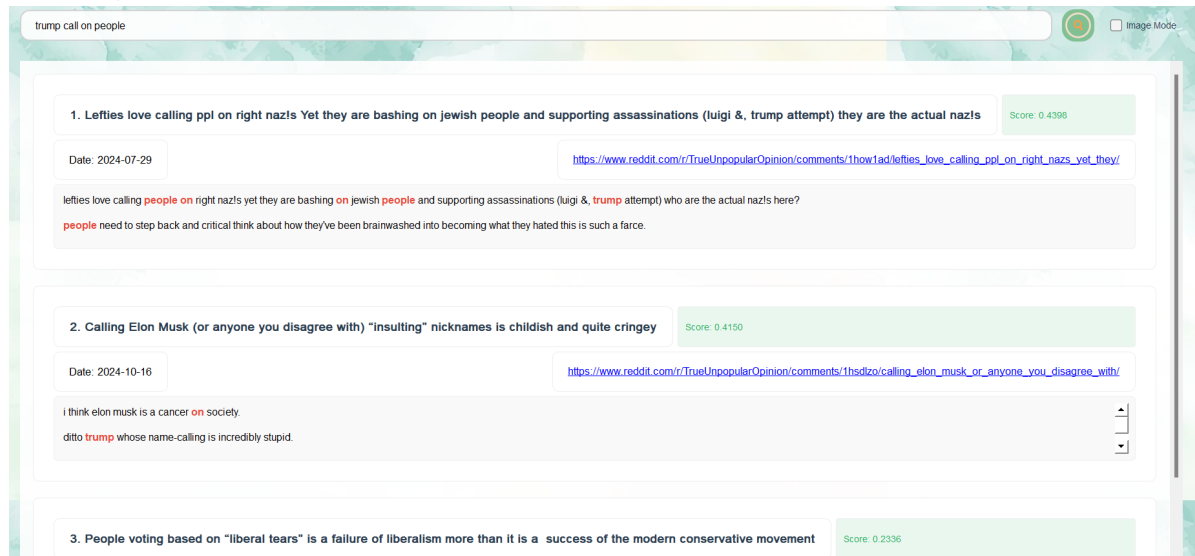 trump call on people
Image Mode
1. Lefties love calling ppl on right naz!s Yet they are bashing on jewish people and supporting assassinations (luigi &, trump attempt) they are the actual naz!s
Score: 0.4398
Date: 2024-07-29
https://www.reddit.com/r/TrueUnpopularOpinion/comments/1how1ad/lefties_love_calling_ppl_on_right_nazs_yet_they/
lefties love calling people on right naz!s yet they are bashing on jewish people and supporting assassinations (luigi &, trump attempt) who are the actual naz!s here?
people need to step back and critical think about how they've been brainwashed into becoming what they hated this is such a farce.
2. Calling Elon Musk (or anyone you disagree with) “insulting” nicknames is childish and quite cringey
Score: 0.4150
Date: 2024-10-16
https://www.reddit.com/r/TrueUnpopularOpinion/comments/1hsdlzo/calling_elon_musk_or_anyone_you_disagree_with/
i think elon musk is a cancer on society.
ditto trump whose name-calling is incredibly stupid.
3. People voting based on “liberal tears” is a failure of liberalism more than it is a success of the modern conservative movement
Score: 0.2336